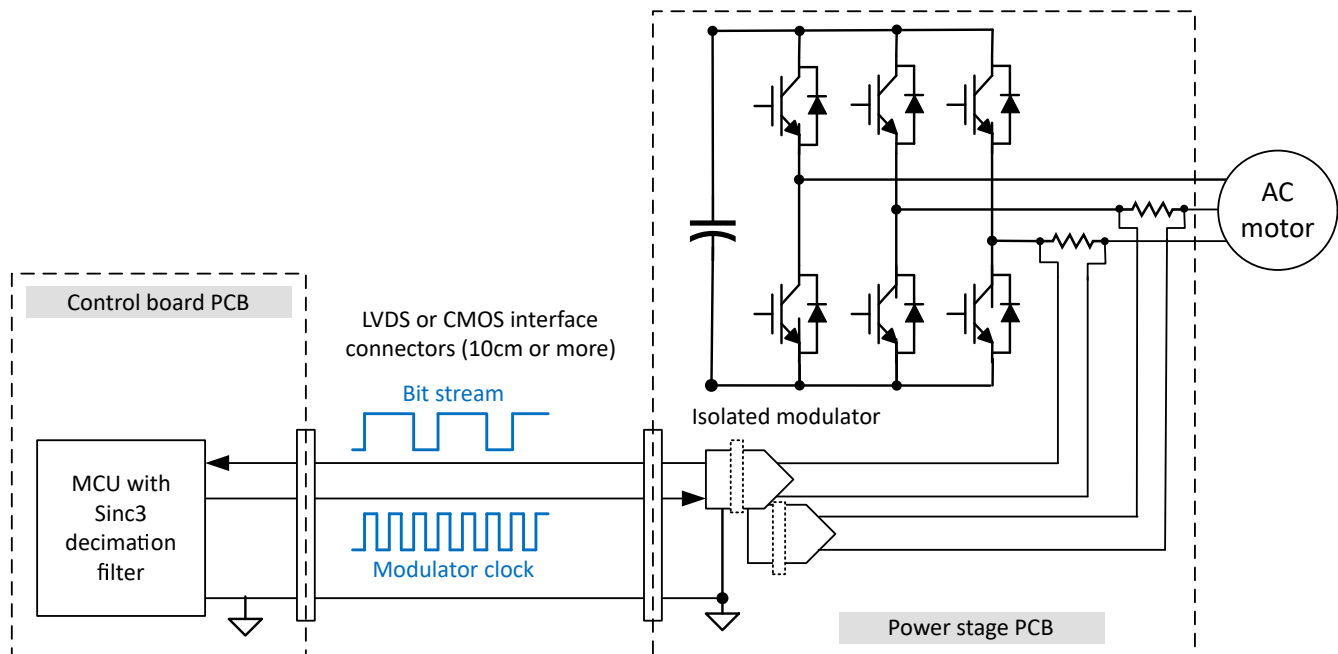 AC
motor
Control board PCB
LVDS or CMOS interface
connectors (10cm or more)
Bit stream
Isolated modulator
MCU with
Sinc3
decimation
filter
Modulator clock
Power stage PCB